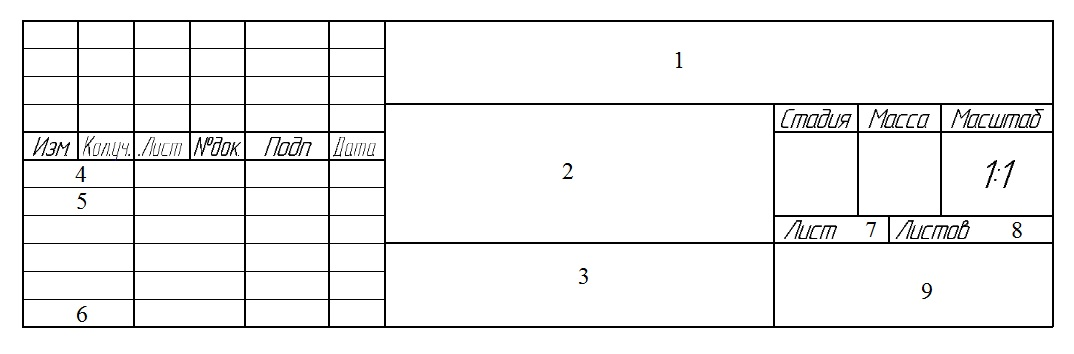 1
Стадия Масса Масштаб
Изм Кол.уч. Лист №док. Подп Дата
4 2 1:1
5
Лист 7 Листов 8
3 9
6